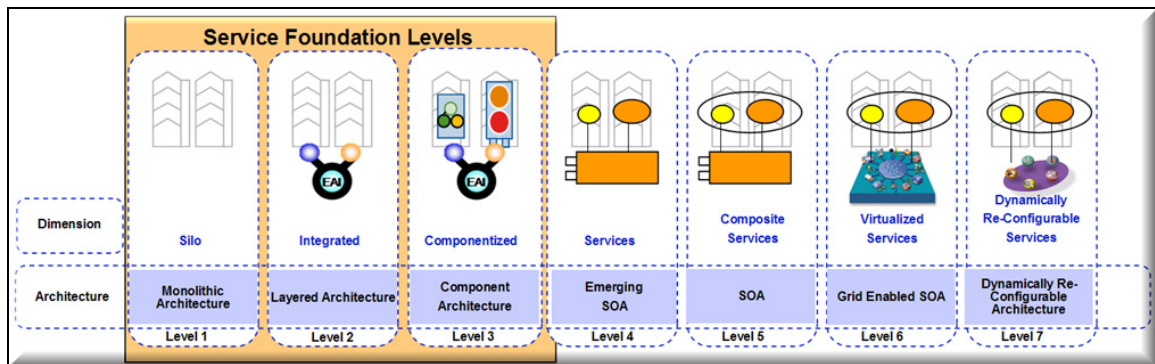 Service Foundation Levels
EAI
EAI
Dimension
Silo
Integrated
Componentized
Services
Composite
Services
Virtualized
Services
Dynamically
Re-Configurable
Services
Architecture
Monolithic
Architecture
Layered Architecture
Component
Architecture
Emerging
SOA
SOA
Grid Enabled SOA
Dynamically Re-
Configurable
Architecture
Level 1
Level 2
Level 3
Level 4
Level 5
Level 6
Level 7